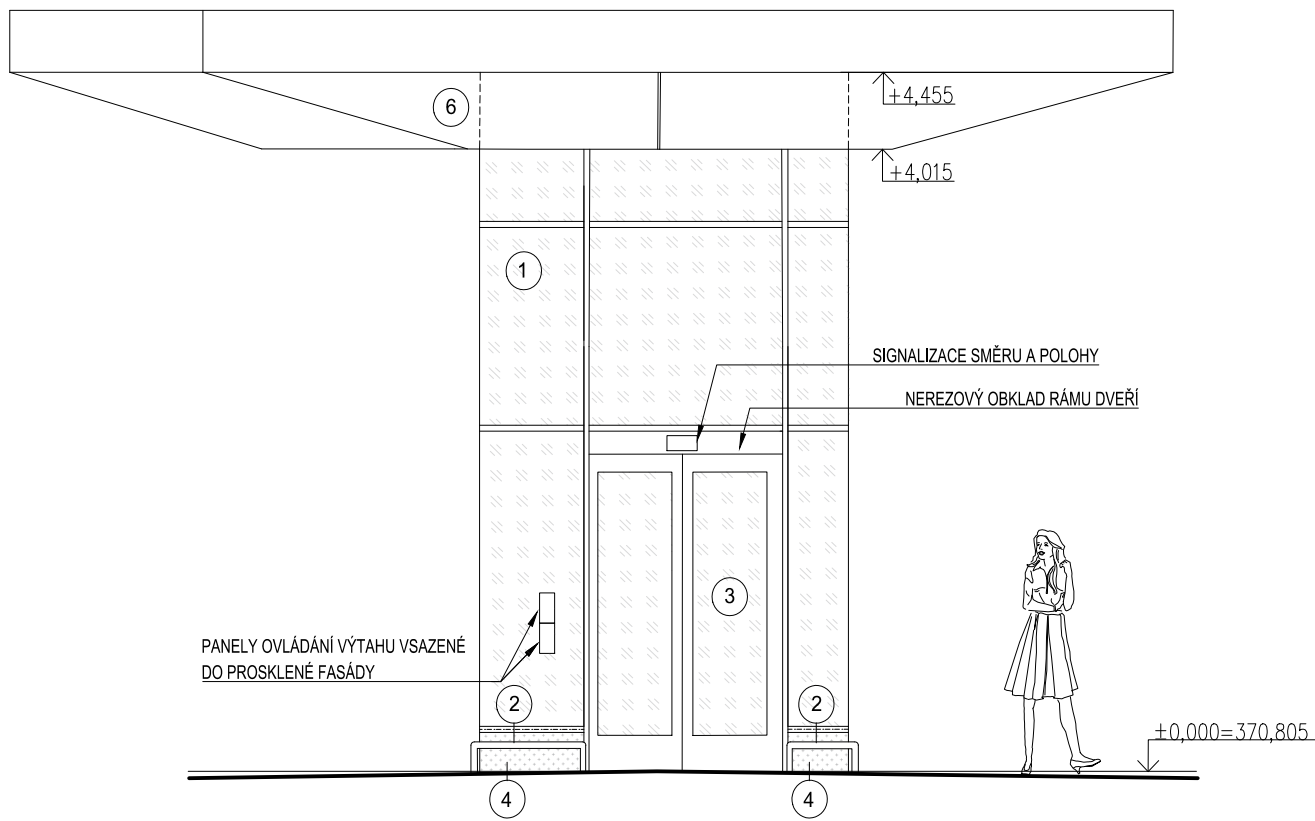 +4,455
6
+4,015
1
SIGNALIZACE SMĚRU A POLOHY
NEREZOVÝ OBKLAD RÁMU DVEŘÍ
3
PANELY OVLÁDÁNÍ VÝTAHU VSAZENÉ
DO PROSKLENÉ FASÁDY
2
2
±0,000=370,805
4
4